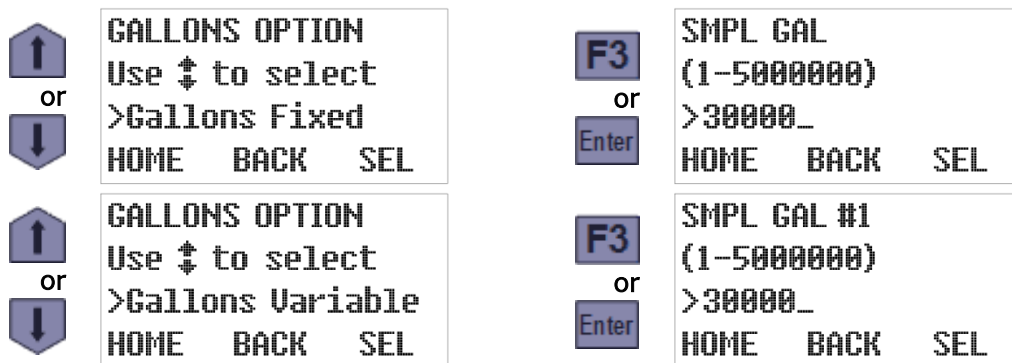 or
GALLONS OPTION
Use ↕ to select
>Gallons Fixed
HOME BACK SEL
F3
or
Enter
SMPL GAL
(1-5000000)
>30000_
HOME BACK SEL
or
GALLONS OPTION
Use ↕ to select
>Gallons Variable
HOME BACK SEL
F3
or
Enter
SMPL GAL #1
(1-5000000)
>30000_
HOME BACK SEL